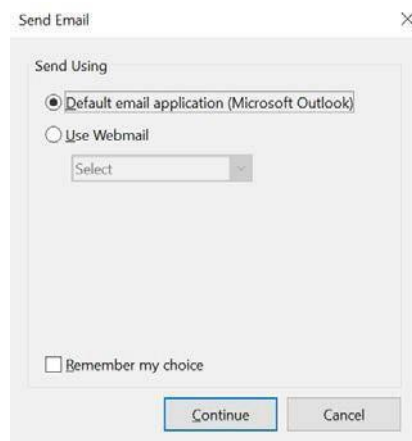 Send Email
Send Using
Default email application (Microsoft Outlook)
Use Webmail
Select
Remember my choice
Continue
Cancel